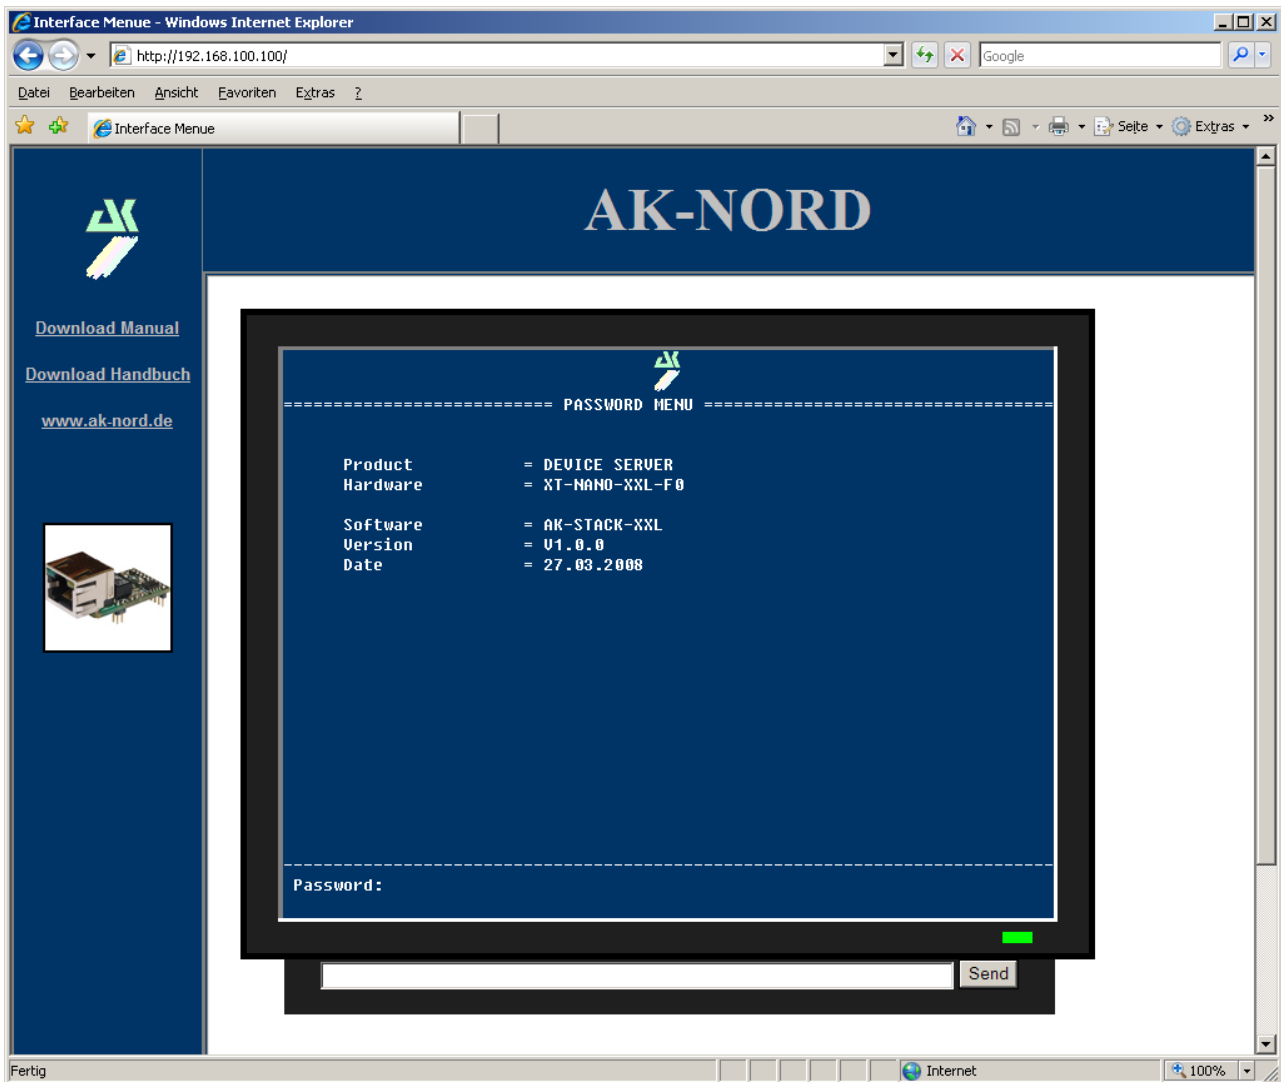 Interface Menue - Windows Internet Explorer
http://192.168.100.100/
Google
Datei Bearbeiten Ansicht Favoriten Extras ?
Interface Menue
Seite Extras »
AK
AK-NORD
Download Manual
Download Handbuch
www.ak-nord.de
AK
=========================== PASSWORD MENU ===================================
Product = DEVICE SERVER
Hardware = XT-NANO-XXL-F0
Software = AK-STACK-XXL
Version = V1.0.0
Date = 27.03.2008
-----------------------------------------------------------------------------
Password:
Send
Fertig
Internet
100%